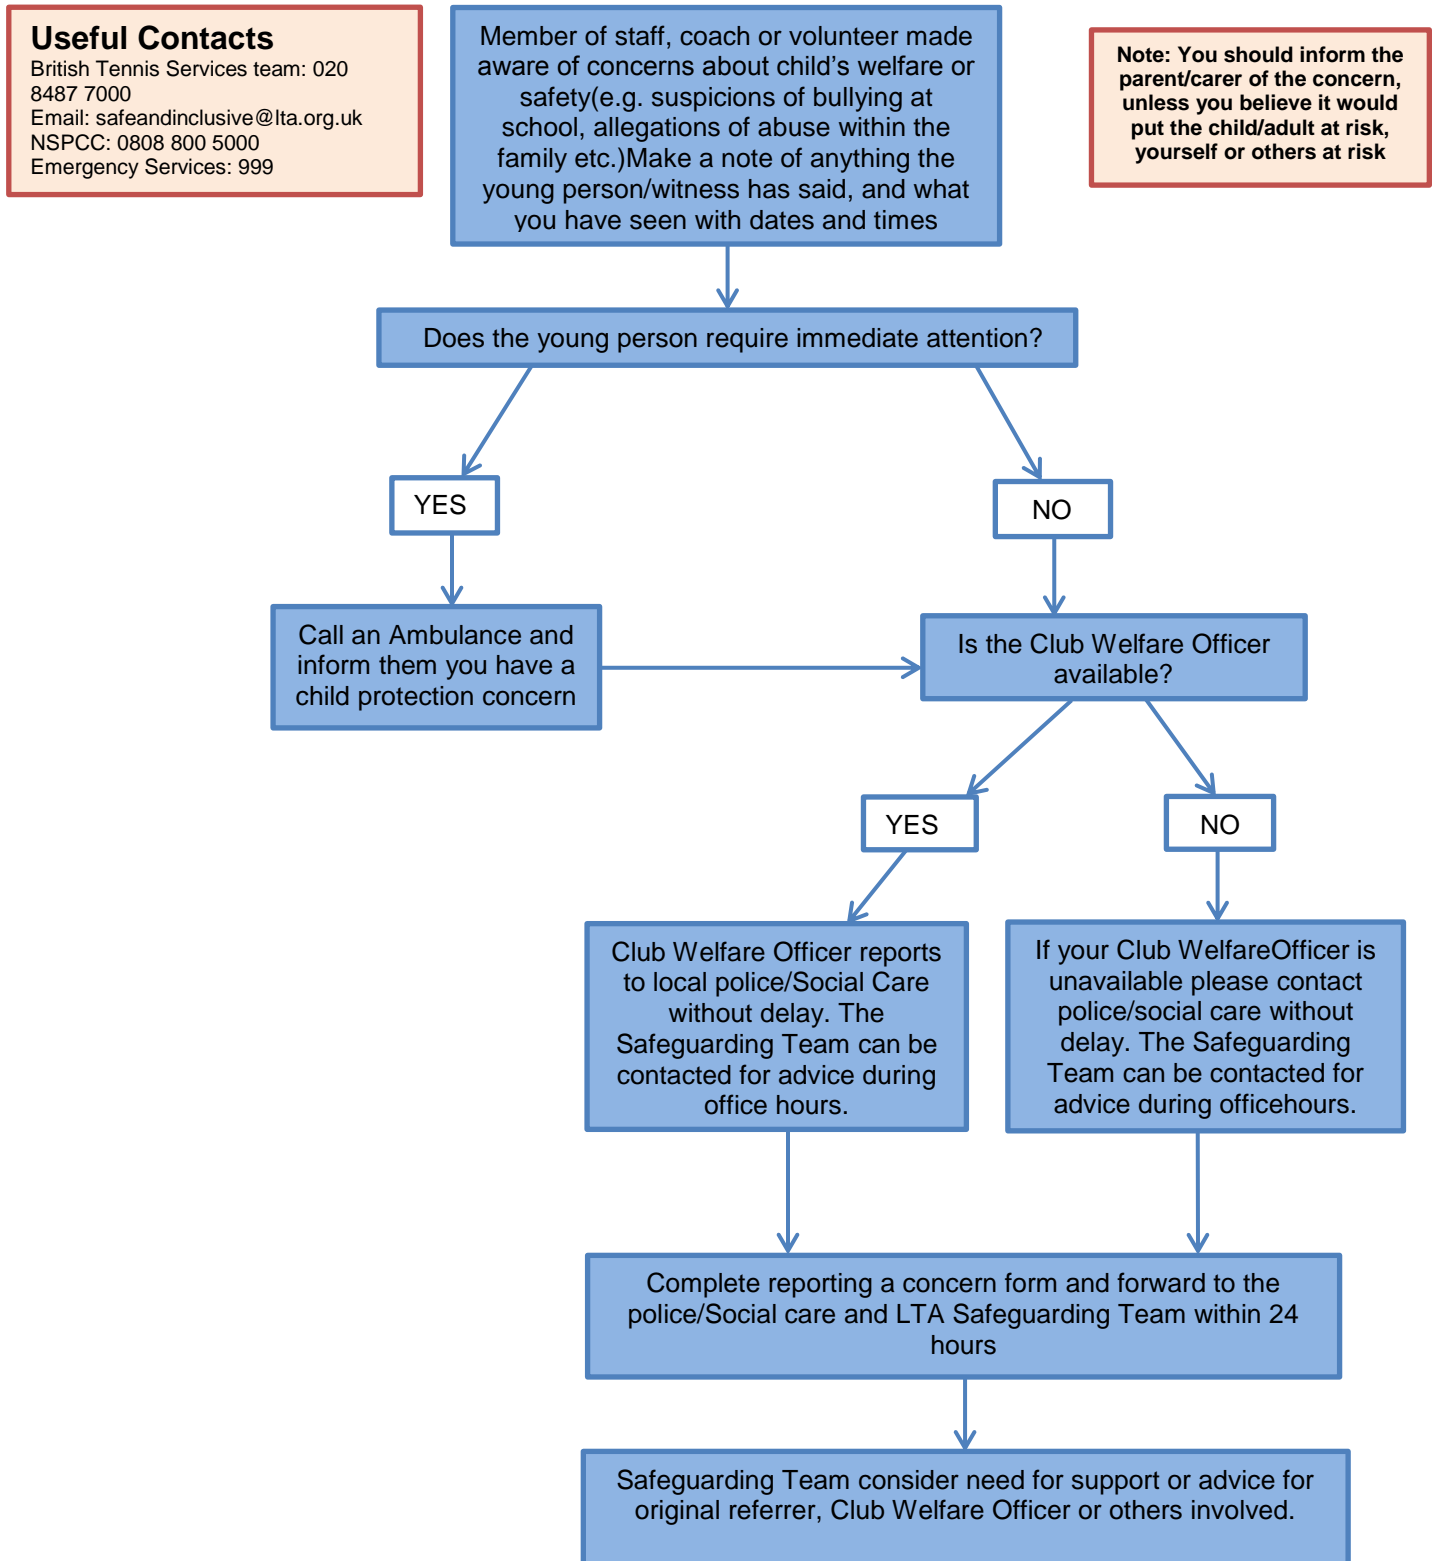 Useful Contacts
British Tennis Services team: 020
8487 7000
Email: safeandinclusive@lta.org.uk
NSPCC: 0808 800 5000
Emergency Services: 999
Member of staff, coach or volunteer made
aware of concerns about child's welfare or
safety(e.g. suspicions of bullying at
school, allegations of abuse within the
family etc.)Make a note of anything the
young person/witness has said, and what
you have seen with dates and times
Note: You should inform the
parent/carer of the concern,
unless you believe it would
put the child/adult at risk,
yourself or others at risk
Does the young person require immediate attention?
YES
NO
Call an Ambulance and
inform them you have a
child protection concern
Is the Club Welfare Officer
available?
YES
NO
Club Welfare Officer reports
to local police/Social Care
without delay. The
Safeguarding Team can be
contacted for advice during
office hours.
If your Club WelfareOfficer is
unavailable please contact
police/social care without
delay. The Safeguarding
Team can be contacted for
advice during officehours.
Complete reporting a concern form and forward to the
police/Social care and LTA Safeguarding Team within 24
hours
Safeguarding Team consider need for support or advice for
original referrer, Club Welfare Officer or others involved.